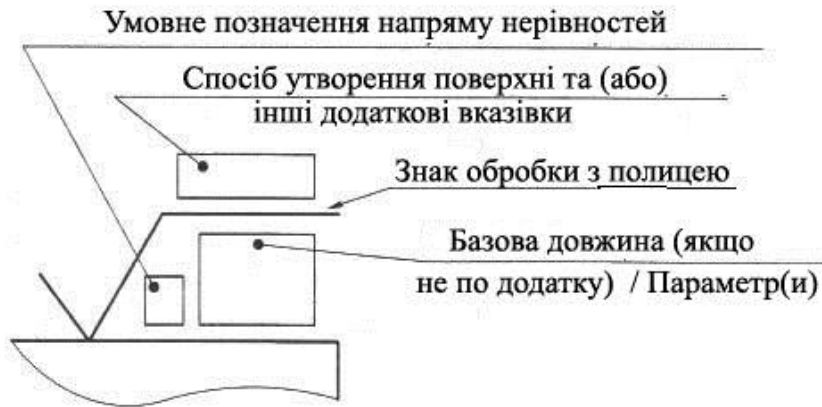 Умовне позначення напряму нерівностей
Спосіб утворення поверхні та (або)
інші додаткові вказівки
Знак обробки з полицею
Базова довжина (якщо
не по додатку) / Параметр(и)